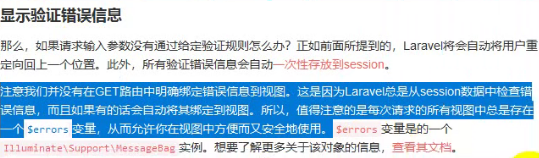 显示验证错误信息
那么，如果请求输入参数没有通过给定验证规则怎么办？正如前面所提到的，Laravel将会自动将用户重
定向回上一个位置。此外，所有验证错误信息会自动一次性存放到session。
注意我们并没有在GET路由中明确绑定错误信息到视图。这是因为Laravel总是从session数据中检查错
误信息，而且如果有的话会自动将其绑定到视图。所以，值得注意的是每次请求的所有视图中总是存在
一个 $errors 变量，从而允许你在视图中方便而又安全地使用。 $errors 变量是的一个
Illuminate\Support\MessageBag 实例。想要了解更多关于该对象的信息，查看其文档。